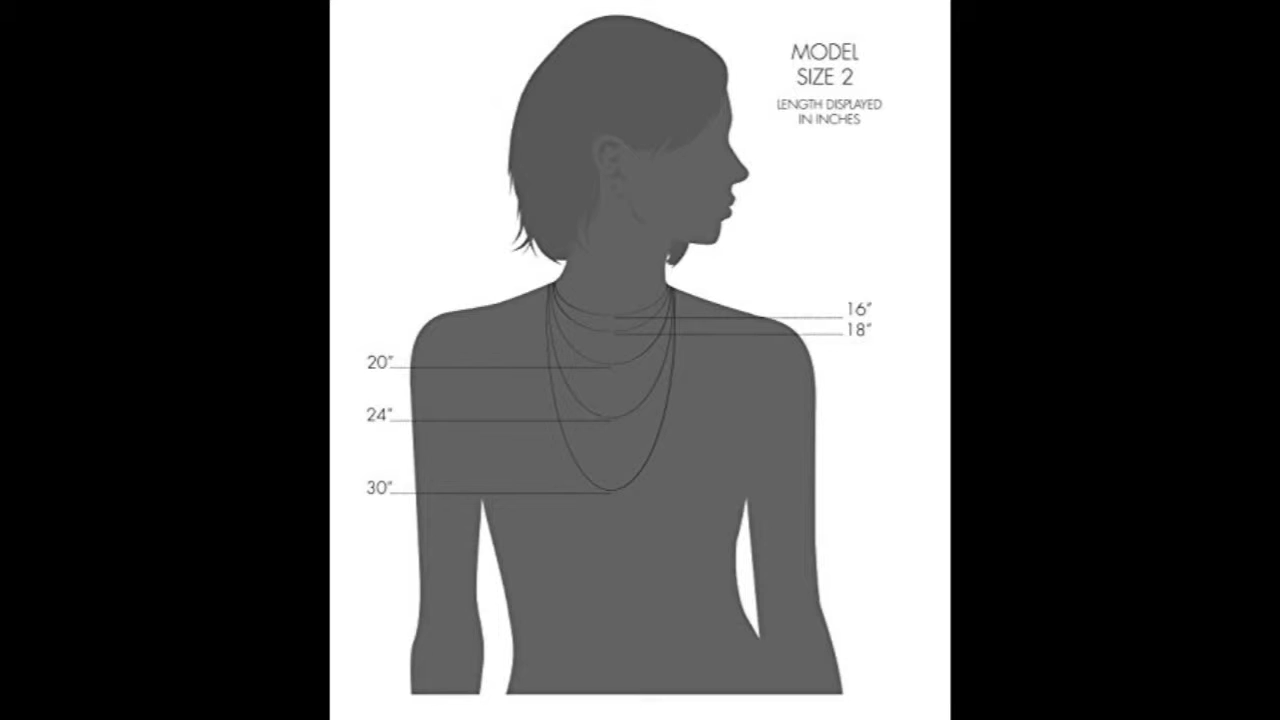 MODEL
SIZE 2
LENGTH DISPLAYED
IN INCHES
16"
18"
20"
24"
30"